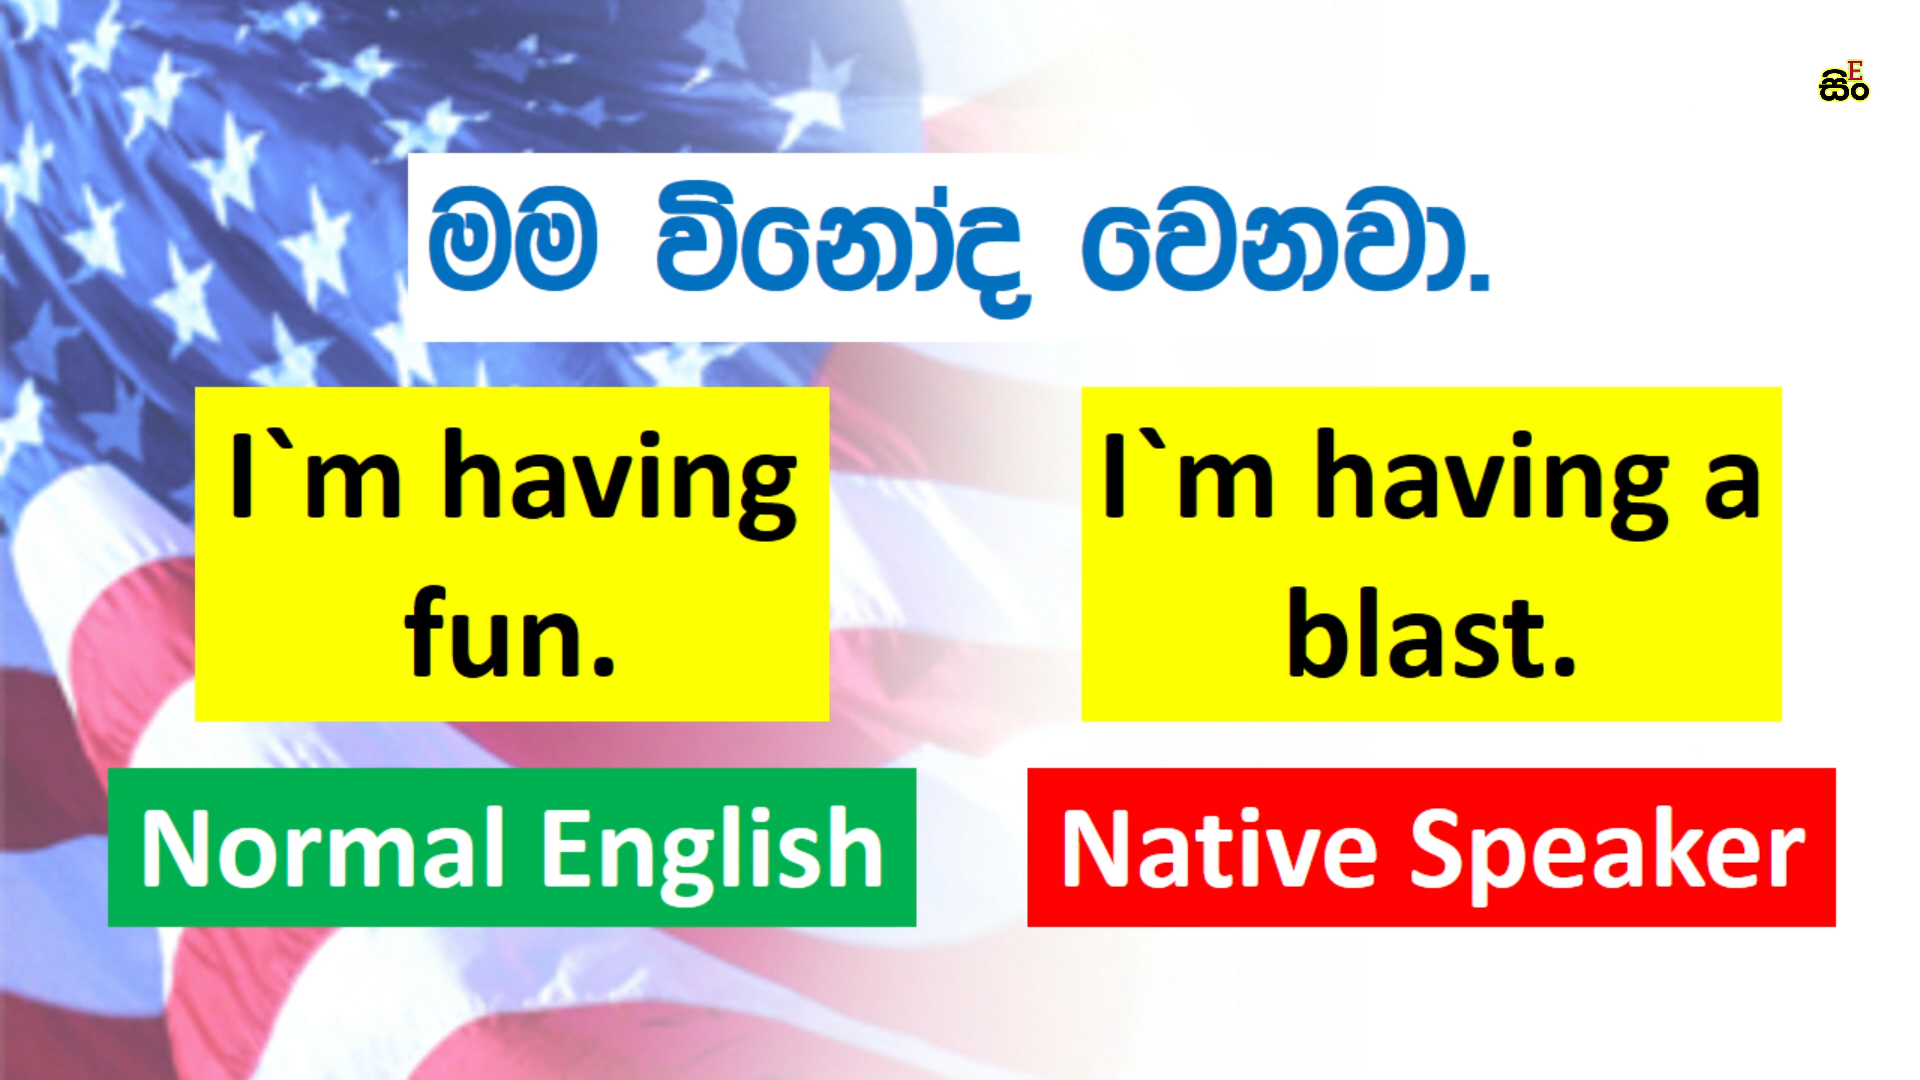 සිං
E
මම විනෝද වෙනවා.
I`m having
fun.
I`m having a
blast.
Normal English
Native Speaker